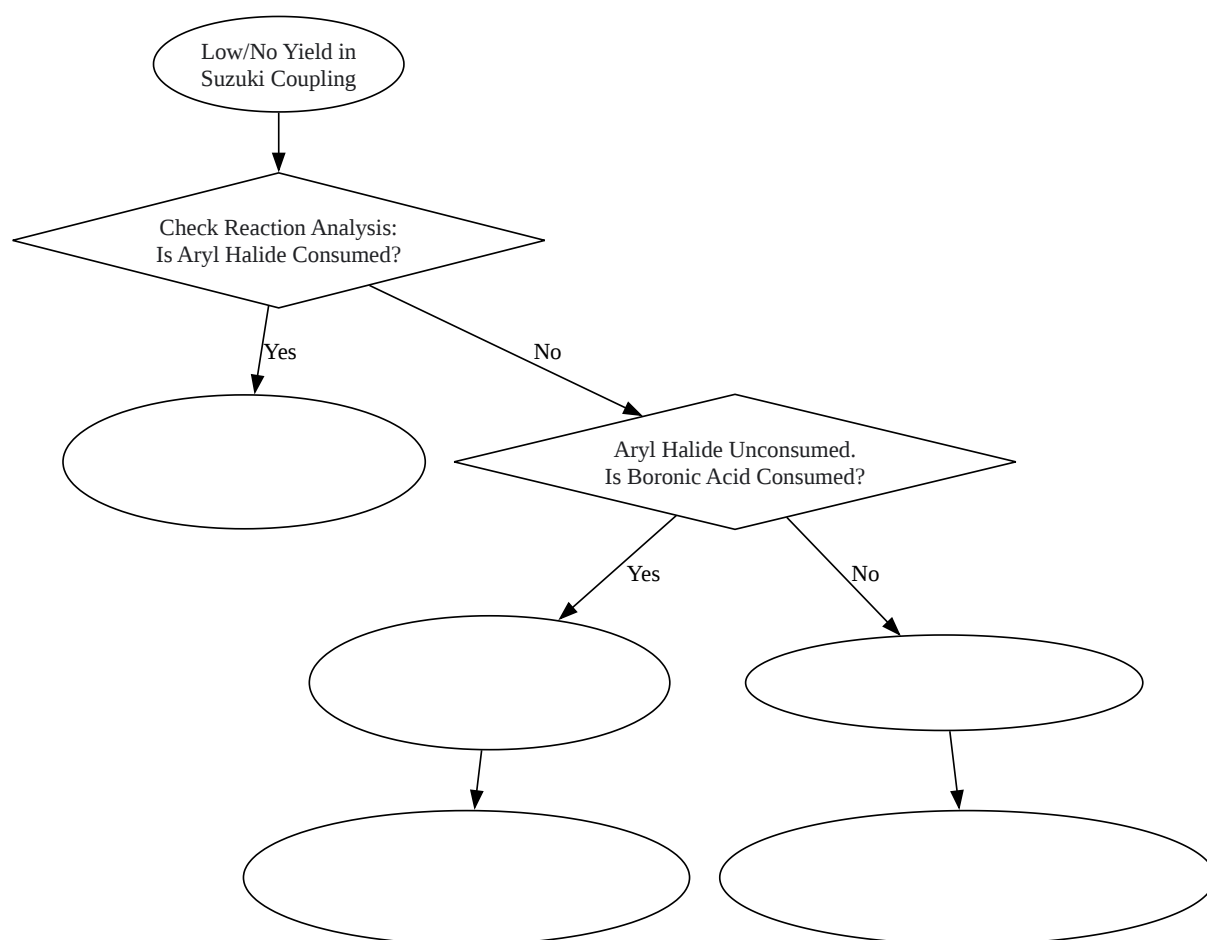 Low/No Yield in
Suzuki Coupling
Check Reaction Analysis:
Is Aryl Halide Consumed?
Yes
No
Aryl Halide Unconsumed.
Is Boronic Acid Consumed?
Yes
No